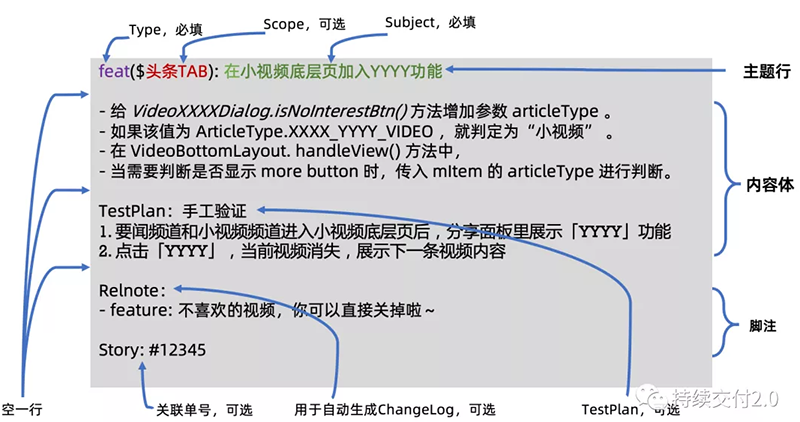 Type，必填
Scope，可选
Subject，必填
feat($头条TAB): 在小视频底层页加入YYYY功能
主题行
- 给 VideoXXXXDialog.isNoInterestBtn() 方法增加参数 articleType 。
- 如果该值为 ArticleType.XXXX_YYYY_VIDEO ，就判定为“小视频” 。
- 在 VideoBottomLayout. handleView() 方法中，
- 当需要判断是否显示 more button 时，传入 mItem 的 articleType 进行判断。
内容体
TestPlan：手工验证
1. 要闻频道和小视频频道进入小视频底层页后，分享面板里展示「YYYY」功能
2. 点击「YYYY」，当前视频消失，展示下一条视频内容
Relnote：
- feature: 不喜欢的视频，你可以直接关掉啦～
脚注
Story: #12345
空一行
关联单号，可选
用于自动生成ChangeLog，可选
TestPlan，可选
持续交付2.0